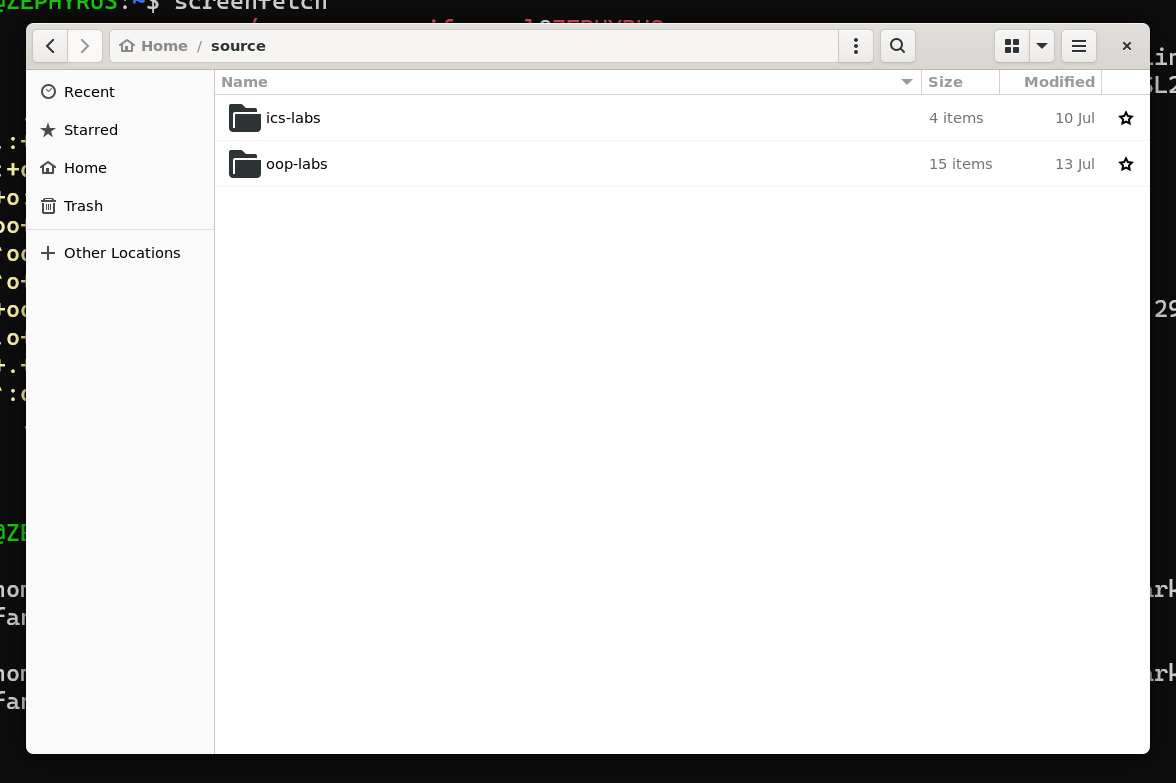 @ZEPHYRUS:~$ screenfetch
Home / source
Name Size Modified
Recent
ics-labs 4 items 10 Jul
Starred
oop-labs 15 items 13 Jul
Home
Trash
Other Locations
29